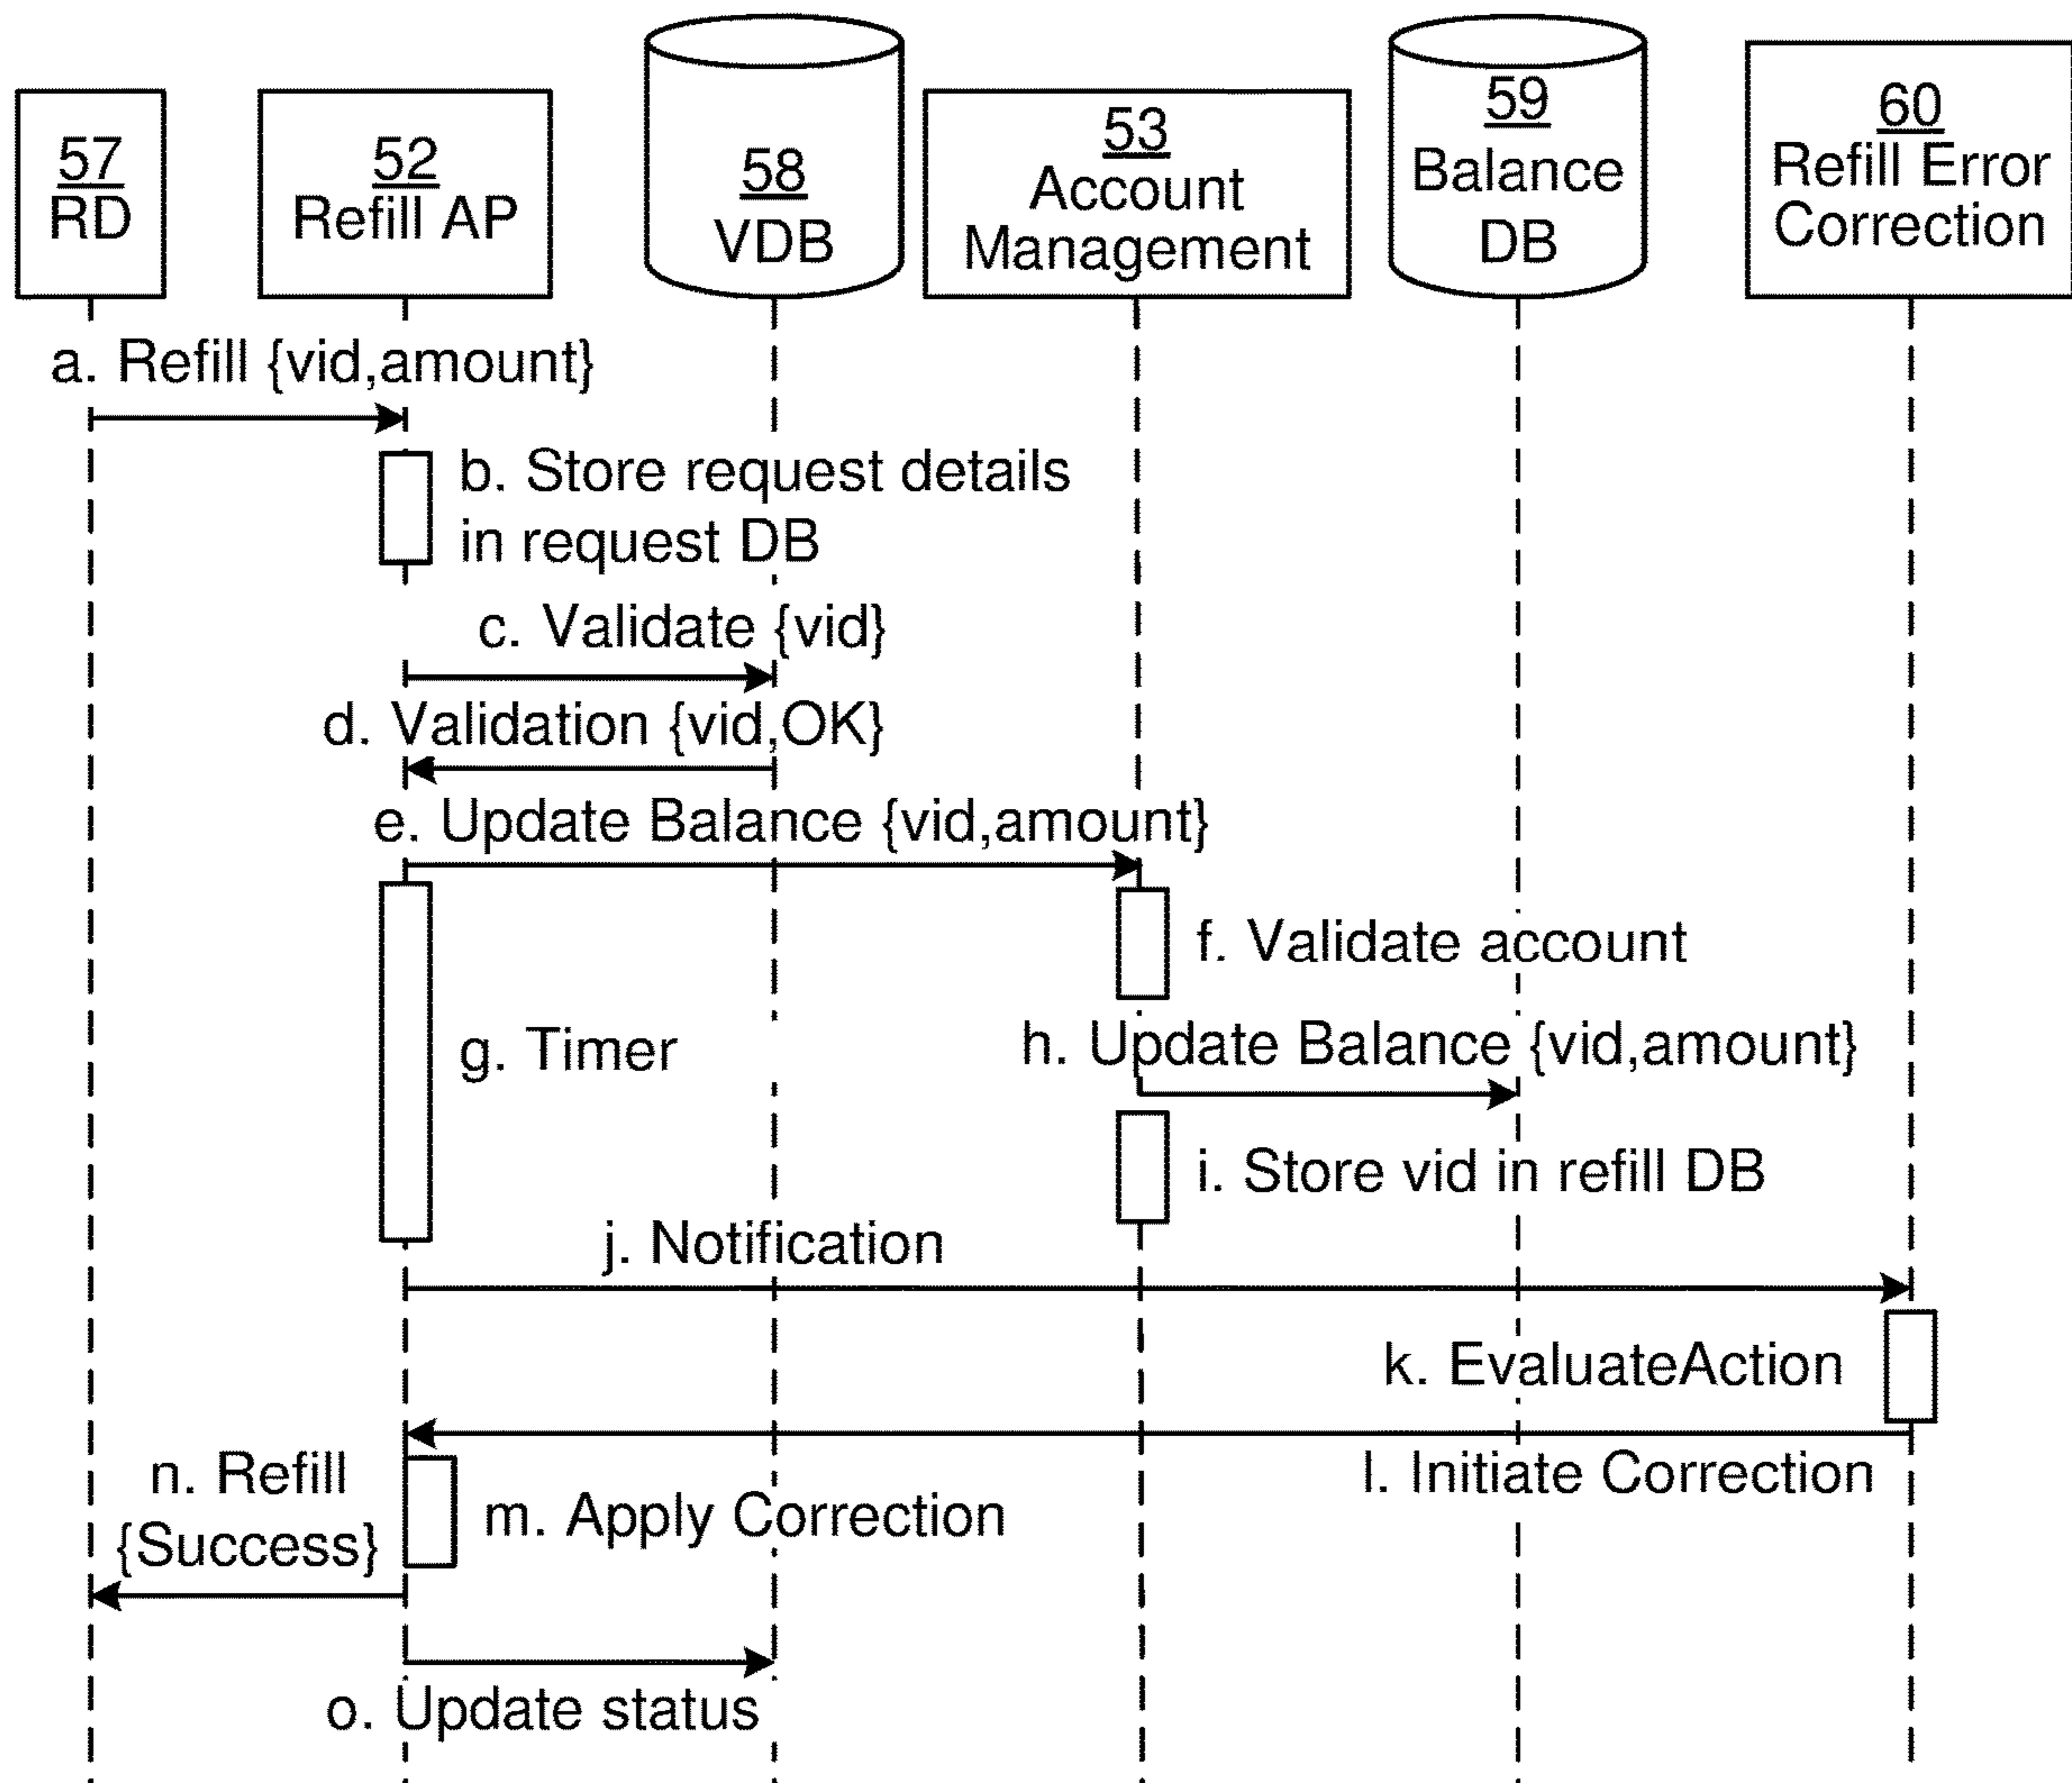 57
RD
52
Refill AP
58
VDB
53
Account
Management
59
Balance
DB
60
Refill Error
Correction
a. Refill {vid,amount}
b. Store request details
in request DB
c. Validate {vid}
d. Validation {vid,OK}
e. Update Balance {vid,amount}
f. Validate account
g. Timer
h. Update Balance {vid,amount}
i. Store vid in refill DB
j. Notification
k. EvaluateAction
l. Initiate Correction
m. Apply Correction
n. Refill
{Success}
o. Update status